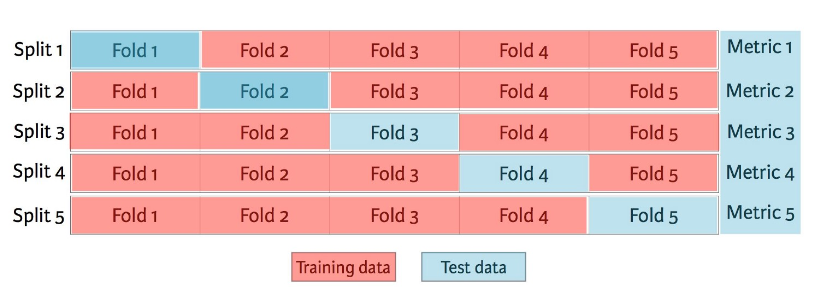 Split 1 Fold 1 Fold 2 Fold 3 Fold 4 Fold 5 Metric 1
Split 2 Fold 1 Fold 2 Fold 3 Fold 4 Fold 5 Metric 2
Split 3 Fold 1 Fold 2 Fold 3 Fold 4 Fold 5 Metric 3
Split 4 Fold 1 Fold 2 Fold 3 Fold 4 Fold 5 Metric 4
Split 5 Fold 1 Fold 2 Fold 3 Fold 4 Fold 5 Metric 5
Training data Test data